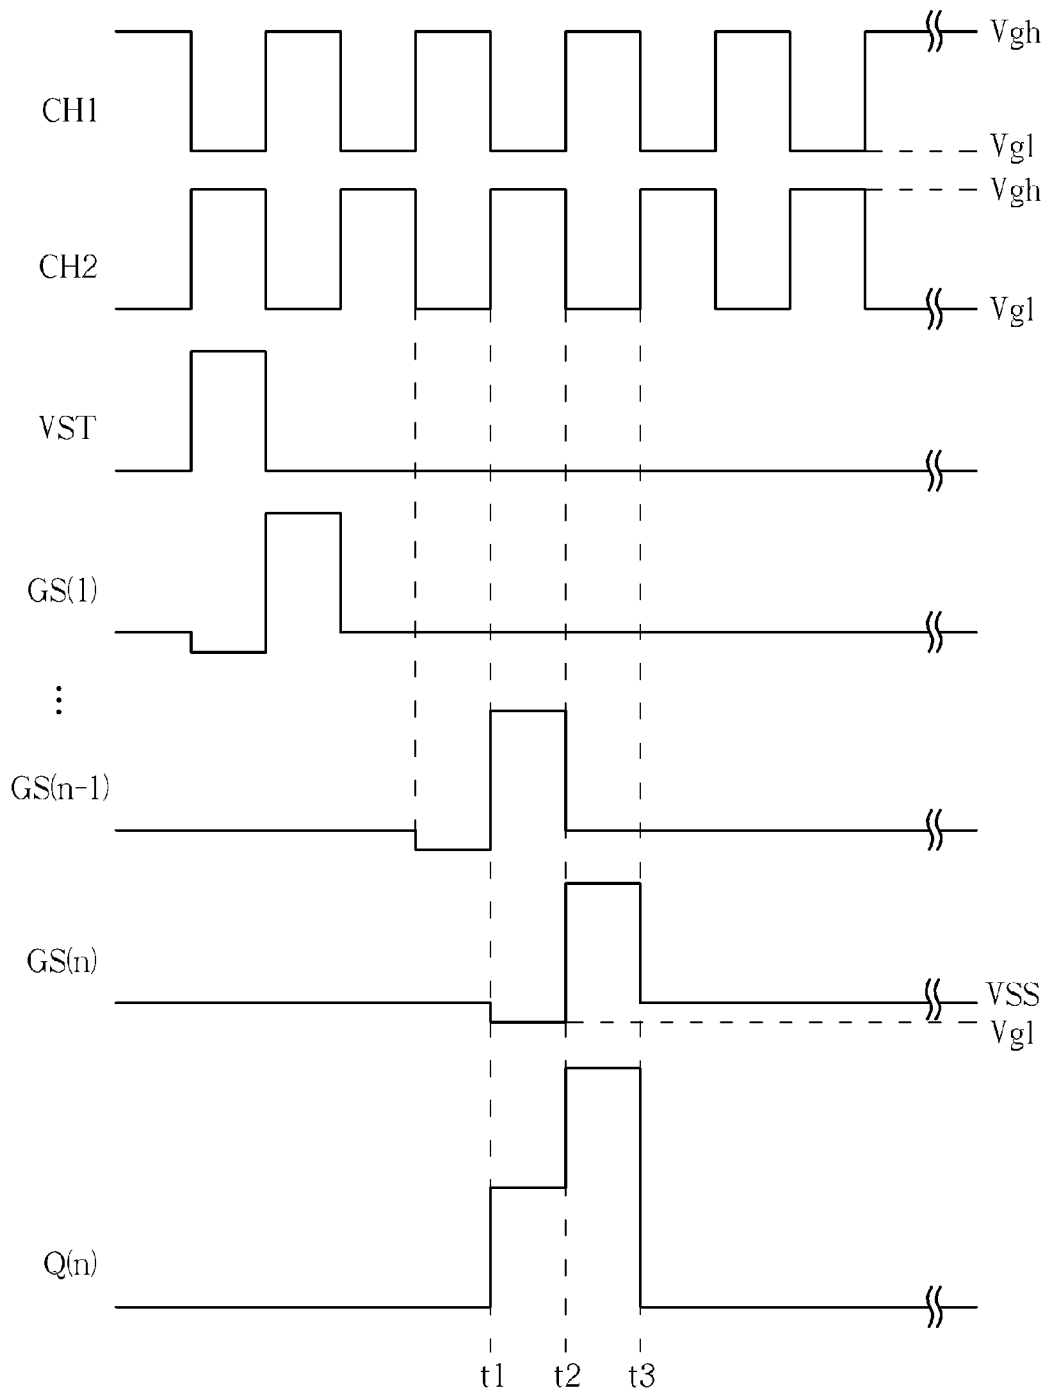 Vgh
CH1
Vgl
Vgh
CH2
Vgl
VST
GS(1)
⋮
GS(n-1)
GS(n)
VSS
Vgl
Q(n)
t1 t2 t3